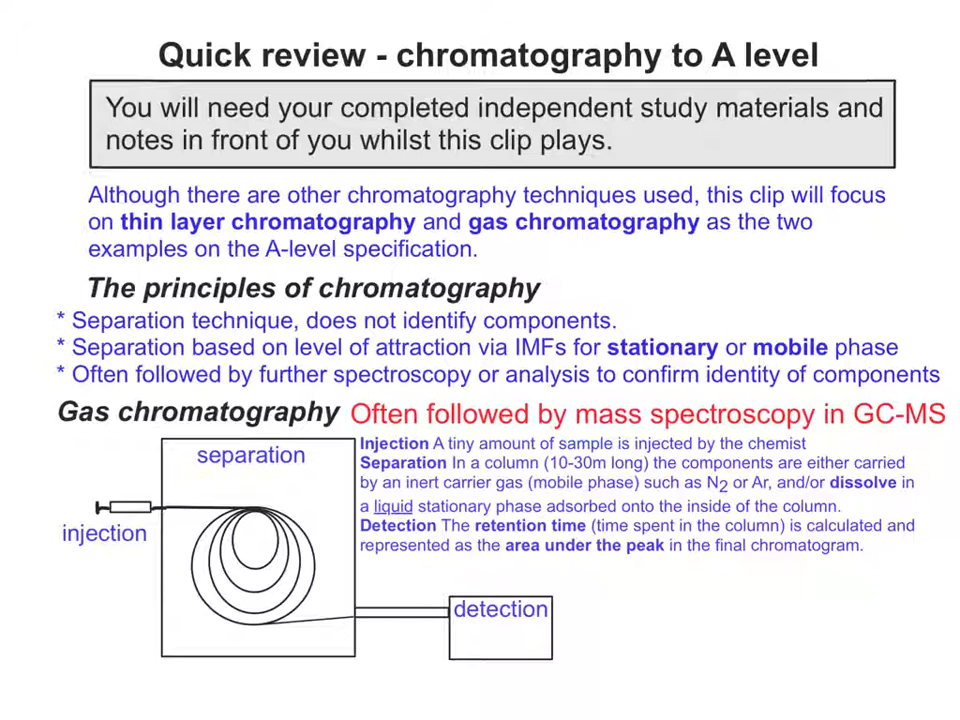 Quick review - chromatography to A level
You will need your completed independent study materials and
notes in front of you whilst this clip plays.
Although there are other chromatography techniques used, this clip will focus
on thin layer chromatography and gas chromatography as the two
examples on the A-level specification.
The principles of chromatography
* Separation technique, does not identify components.
* Separation based on level of attraction via IMFs for stationary or mobile phase
* Often followed by further spectroscopy or analysis to confirm identity of components
Gas chromatography Often followed by mass spectroscopy in GC-MS
separation
injection
detection
Injection A tiny amount of sample is injected by the chemist
Separation In a column (10-30m long) the components are either carried
by an inert carrier gas (mobile phase) such as N2 or Ar, and/or dissolve in
a liquid stationary phase adsorbed onto the inside of the column.
Detection The retention time (time spent in the column) is calculated and
represented as the area under the peak in the final chromatogram.